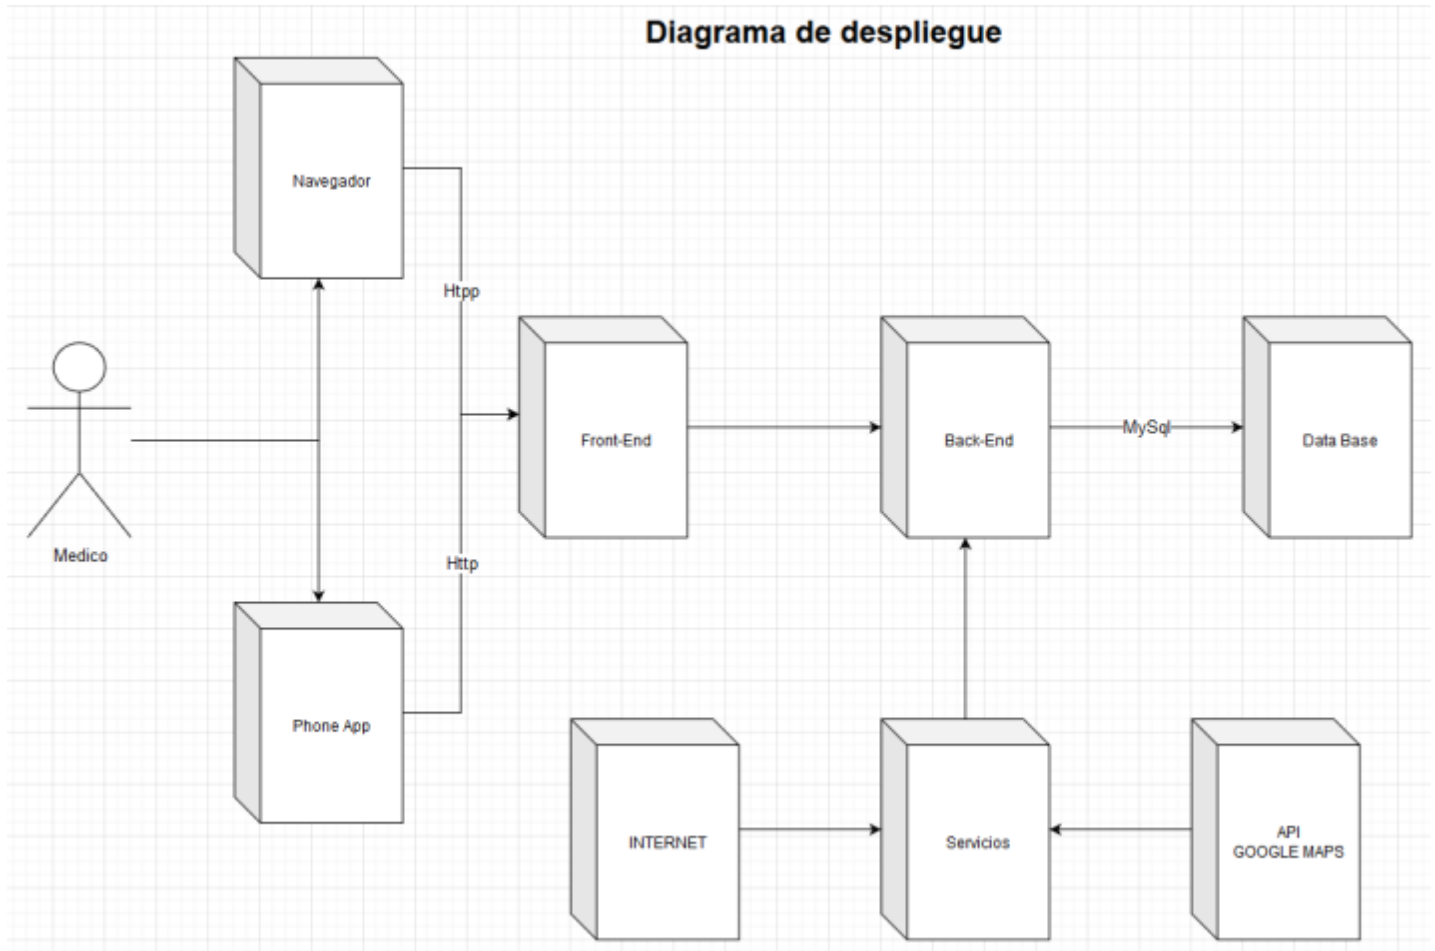 Diagrama de despliegue
Navegador
Htpp
Front-End
Back-End
MySql
Data Base
Medico
Http
Phone App
INTERNET
Servicios
API
GOOGLE MAPS